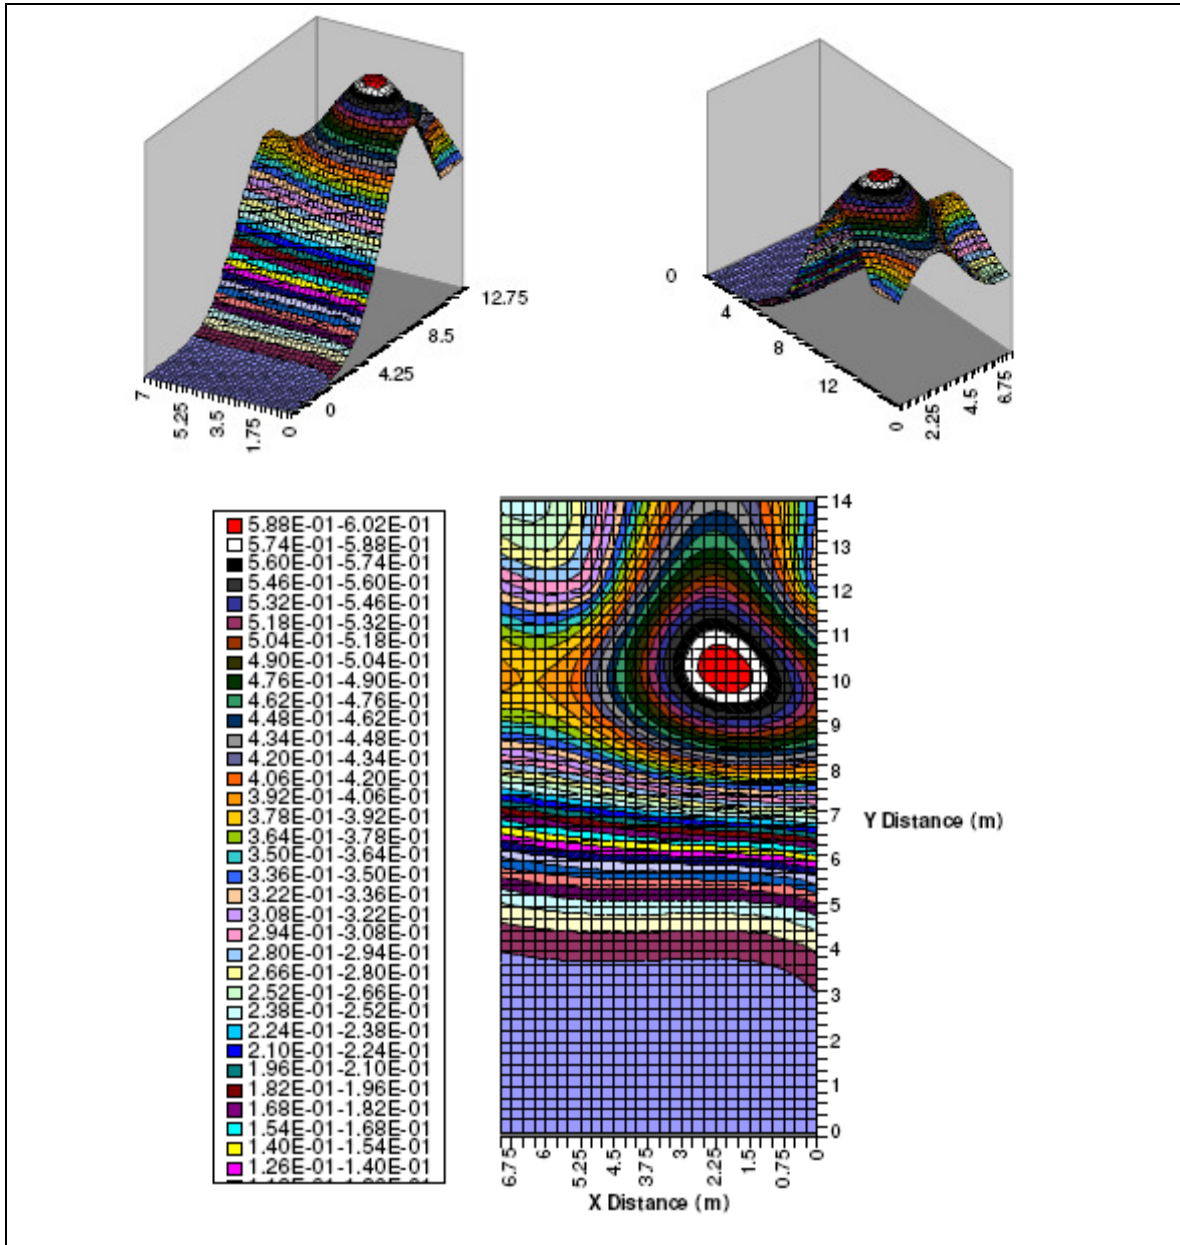 12.75
8.5
4.25
0
7
5.25
3.5
1.75
0
0
4
8
12
0
2.25
4.5
6.75
5.88E-01-6.02E-01
5.74E-01-5.88E-01
5.60E-01-5.74E-01
5.46E-01-5.60E-01
5.32E-01-5.46E-01
5.18E-01-5.32E-01
5.04E-01-5.18E-01
4.90E-01-5.04E-01
4.76E-01-4.90E-01
4.62E-01-4.76E-01
4.48E-01-4.62E-01
4.34E-01-4.48E-01
4.20E-01-4.34E-01
4.06E-01-4.20E-01
3.92E-01-4.06E-01
3.78E-01-3.92E-01
3.64E-01-3.78E-01
3.50E-01-3.64E-01
3.36E-01-3.50E-01
3.22E-01-3.36E-01
3.08E-01-3.22E-01
2.94E-01-3.08E-01
2.80E-01-2.94E-01
2.66E-01-2.80E-01
2.52E-01-2.66E-01
2.38E-01-2.52E-01
2.24E-01-2.38E-01
2.10E-01-2.24E-01
1.96E-01-2.10E-01
1.82E-01-1.96E-01
1.68E-01-1.82E-01
1.54E-01-1.68E-01
1.40E-01-1.54E-01
1.26E-01-1.40E-01
14
13
12
11
10
9
8
7
6
5
4
3
2
1
0
Y Distance (m)
6.75
6
5.25
4.5
3.75
3
2.25
1.5
0.75
0
X Distance (m)